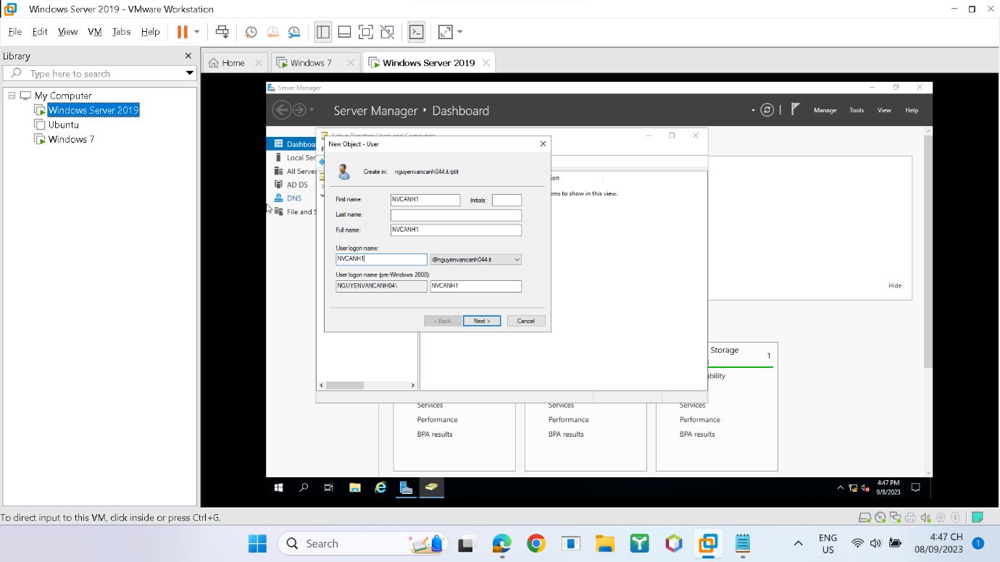 Windows Server 2019 - VMware Workstation
File Edit View VM Tabs Help
Library
Type here to search
My Computer
Windows Server 2019
Ubuntu
Windows 7
Home
Windows 7
Windows Server 2019
Server Manager
Server Manager • Dashboard
Manage Tools View Help
Dashboa
Local Ser
All Server
AD DS
DNS
File and S
Active Directory Users and Computers
New Object - User
Create in: nguyenvancanh044.it/ptit
First name: NVCANH1 Initials:
Last name:
Full name: NVCANH1
User logon name:
NVCANH1 @nguyenvancanh044.it
User logon name (pre-Windows 2000):
NGUYENVANCANH04\ NVCANH1
< Back Next > Cancel
ion
ems to show in this view.
Hide
Storage
1
ability
Services
Performance
BPA results
Services
Performance
BPA results
Services
Performance
BPA results
4:47 PM
9/8/2023
To direct input to this VM, click inside or press Ctrl+G.
Search
ENG
US
4:47 CH
08/09/2023
1